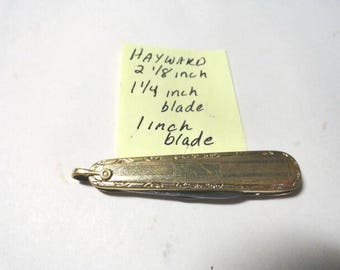 HAYWARD
2 1/8 inch
1 1/4 inch
blade
1 inch
blade